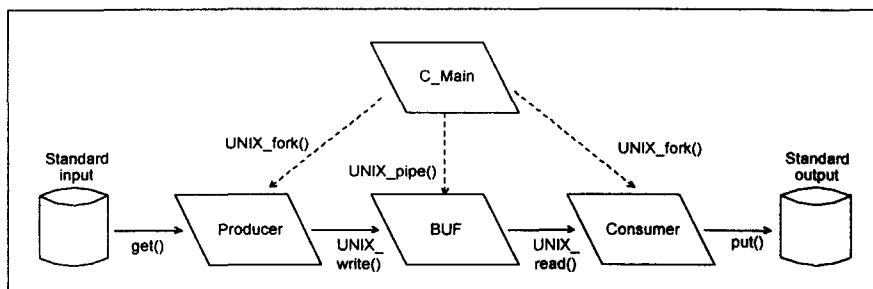 C_Main
UNIX_fork()
UNIX_pipe()
UNIX_fork()
Standard
input
Standard
output
Producer
BUF
Consumer
get()
UNIX_
write()
UNIX_
read()
put()